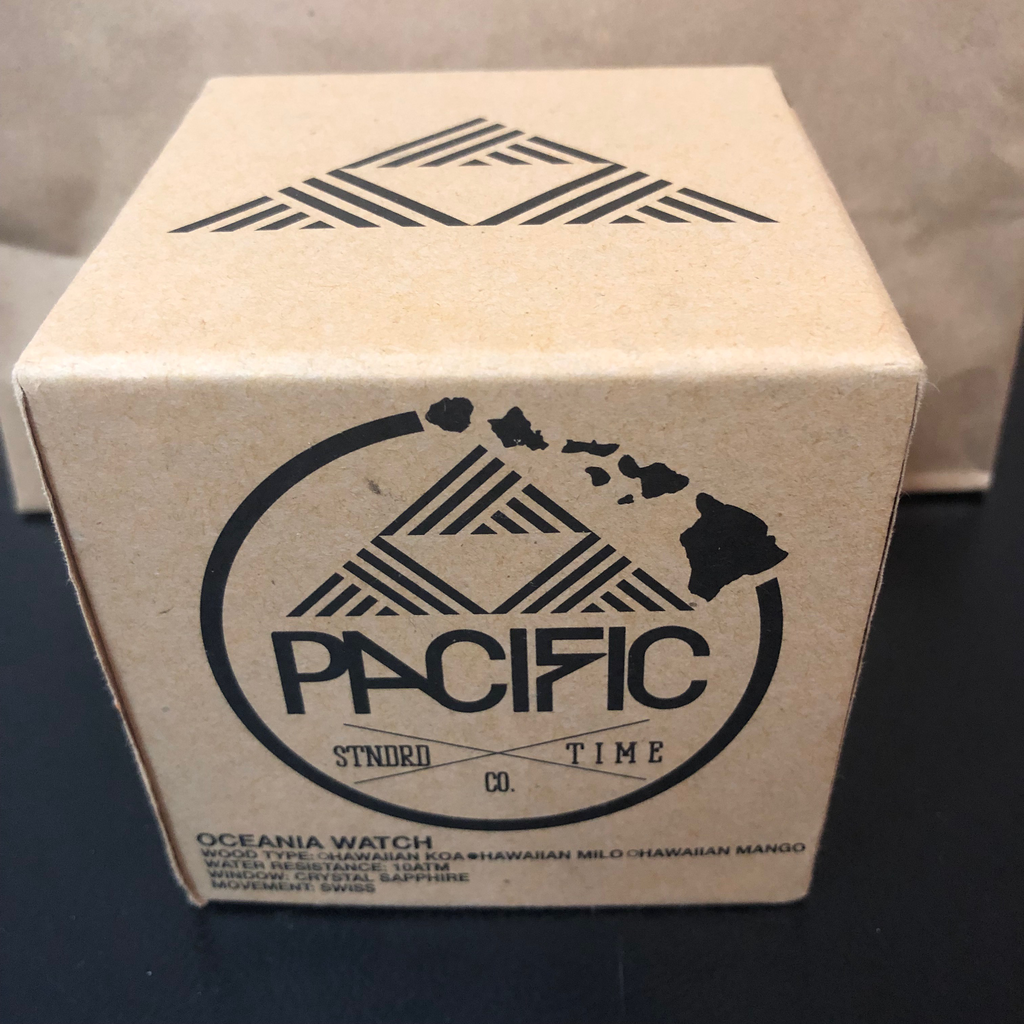 PACIFIC
STNDRD TIME
CO.
OCEANIA WATCH
WOOD TYPE: ○HAWAIIAN KOA ●HAWAIIAN MILO ○HAWAIIAN MANGO
WATER RESISTANCE: 10ATM
WINDOW: CRYSTAL SAPPHIRE
MOVEMENT: SWISS